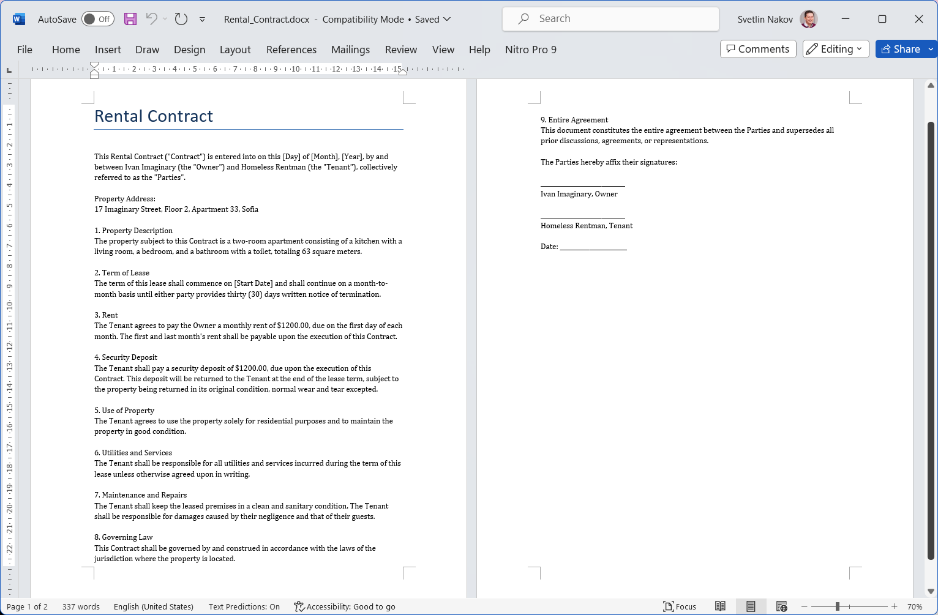 AutoSave Off Rental_Contract.docx - Compatibility Mode • Saved Search Svetlin Nakov
File Home Insert Draw Design Layout References Mailings Review View Help Nitro Pro 9 Comments Editing Share
Rental Contract
This Rental Contract ("Contract") is entered into on this [Day] of [Month], [Year], by and
between Ivan Imaginary (the "Owner") and Homeless Rentman (the "Tenant"), collectively
referred to as the "Parties".
Property Address:
17 Imaginary Street, Floor 2, Apartment 33, Sofia
1. Property Description
The property subject to this Contract is a two-room apartment consisting of a kitchen with a
living room, a bedroom, and a bathroom with a toilet, totaling 63 square meters.
2. Term of Lease
The term of this lease shall commence on [Start Date] and shall continue on a month-to-
month basis until either party provides thirty (30) days written notice of termination.
3. Rent
The Tenant agrees to pay the Owner a monthly rent of $1200.00, due on the first day of each
month. The first and last month's rent shall be payable upon the execution of this Contract.
4. Security Deposit
The Tenant shall pay a security deposit of $1200.00, due upon the execution of this
Contract. This deposit will be returned to the Tenant at the end of the lease term, subject to
the property being returned in its original condition, normal wear and tear excepted.
5. Use of Property
The Tenant agrees to use the property solely for residential purposes and to maintain the
property in good condition.
6. Utilities and Services
The Tenant shall be responsible for all utilities and services incurred during the term of this
lease unless otherwise agreed upon in writing.
7. Maintenance and Repairs
The Tenant shall keep the leased premises in a clean and sanitary condition. The Tenant
shall be responsible for damages caused by their negligence and that of their guests.
8. Governing Law
This Contract shall be governed by and construed in accordance with the laws of the
jurisdiction where the property is located.
9. Entire Agreement
This document constitutes the entire agreement between the Parties and supersedes all
prior discussions, agreements, or representations.
The Parties hereby affix their signatures:
____________________
Ivan Imaginary, Owner
____________________
Homeless Rentman, Tenant
Date: ________________
Page 1 of 2 337 words English (United States) Text Predictions: On Accessibility: Good to go Focus 70%